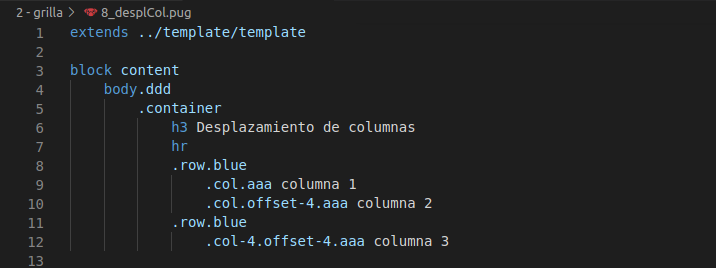 2 - grilla > 8_desplCol.pug
1 extends ../template/template
2
3 block content
4     body.ddd
5         .container
6             h3 Desplazamiento de columnas
7             hr
8             .row.blue
9                 .col.aaa columna 1
10                 .col.offset-4.aaa columna 2
11             .row.blue
12                 .col-4.offset-4.aaa columna 3
13